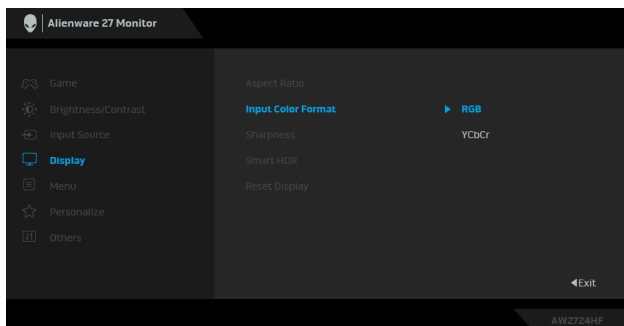 Alienware 27 Monitor
Game
Brightness/Contrast
Input Source
Display
Menu
Personalize
Others
Aspect Ratio
Input Color Format
Sharpness
Smart HDR
Reset Display
RGB
YCbCr
Exit
AW2724HF